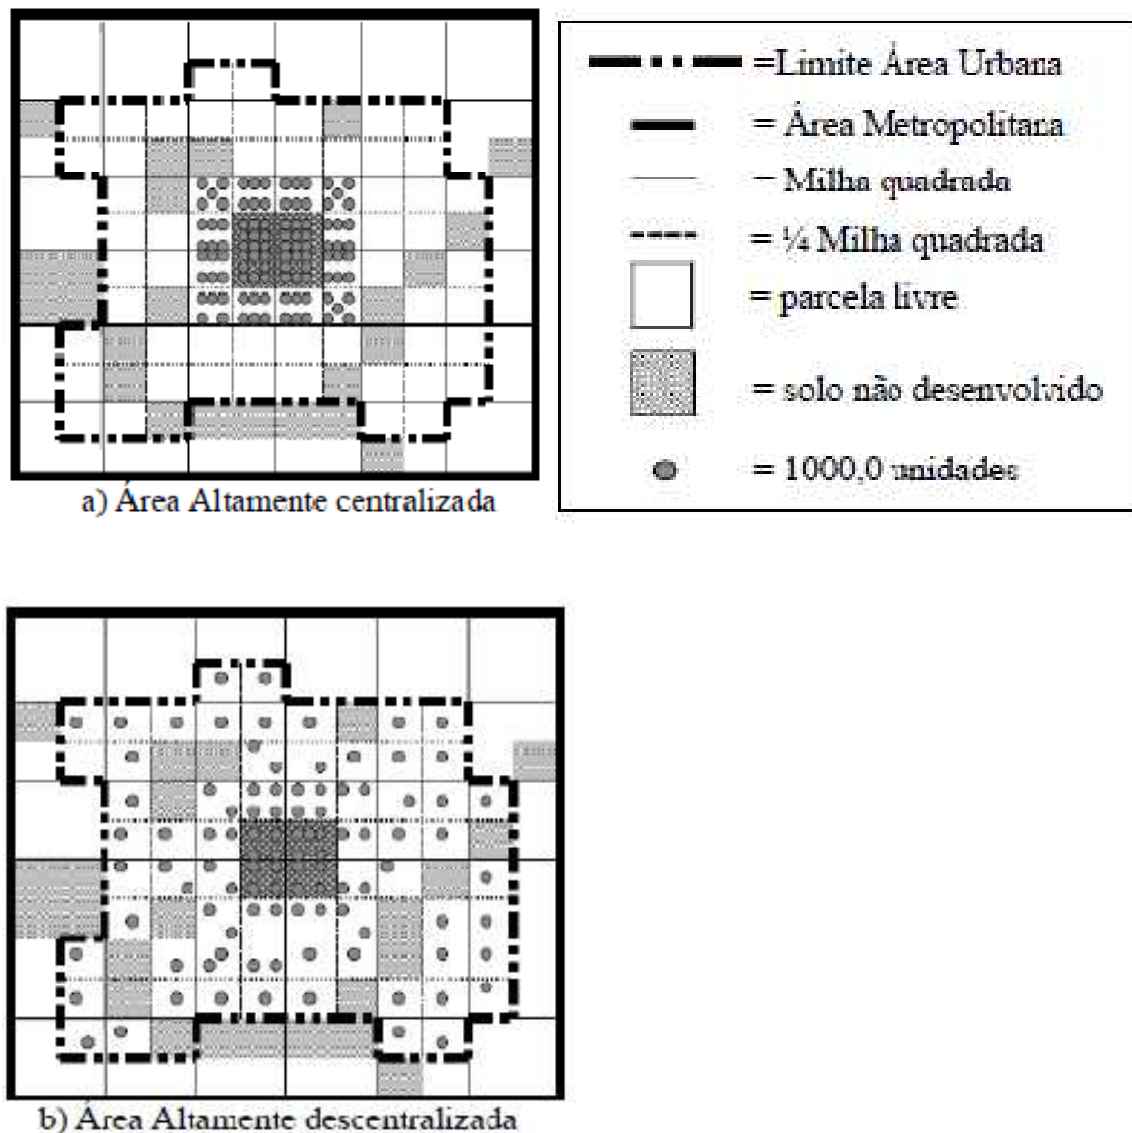 =Limite Área Urbana
= Área Metropolitana
= Milha quadrada
= ¼ Milha quadrada
= parcela livre
= solo não desenvolvido
= 1000,0 unidades
a) Área Altamente centralizada
b) Área Altamente descentralizada